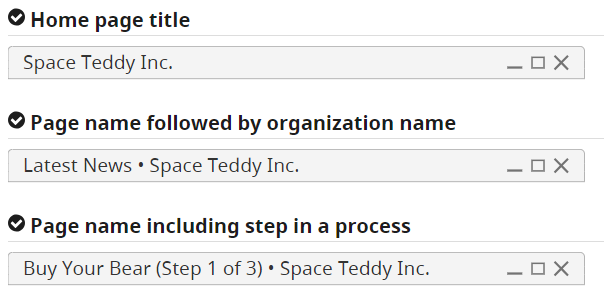 Home page title
Space Teddy Inc.
Page name followed by organization name
Latest News • Space Teddy Inc.
Page name including step in a process
Buy Your Bear (Step 1 of 3) • Space Teddy Inc.